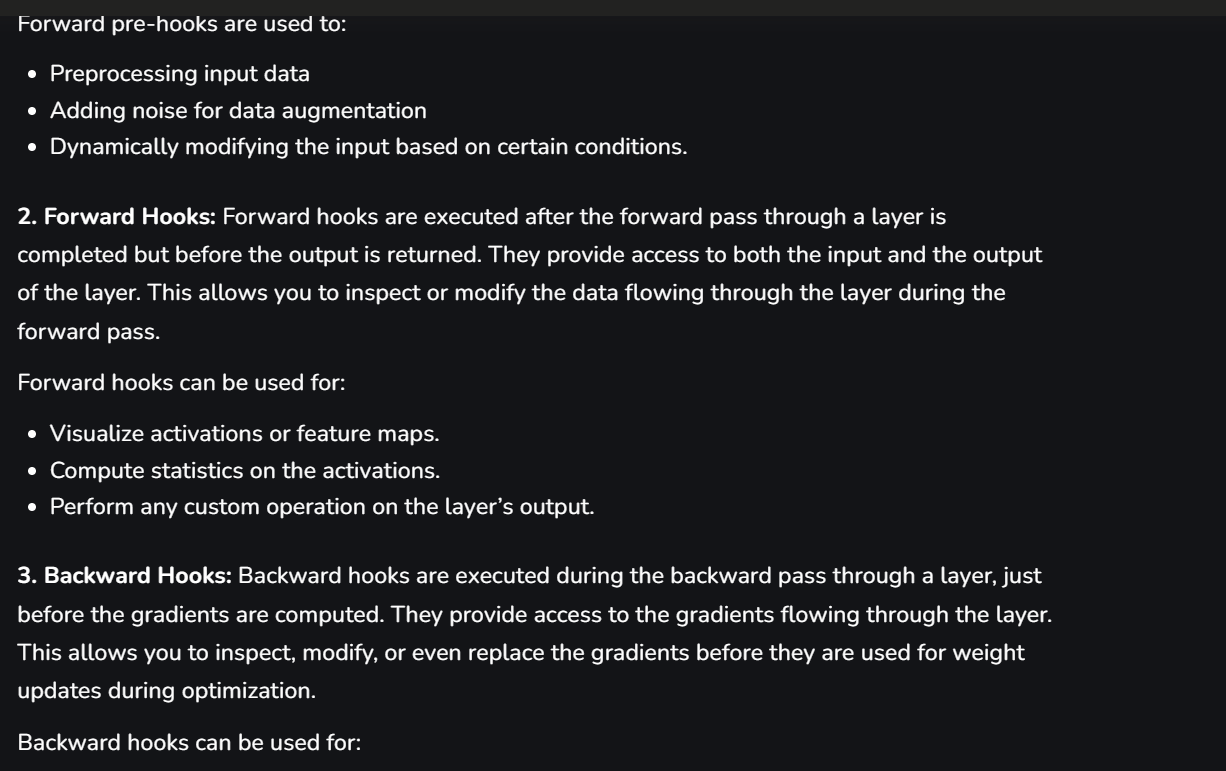 Forward pre-hooks are used to:
• Preprocessing input data
• Adding noise for data augmentation
• Dynamically modifying the input based on certain conditions.
2. Forward Hooks: Forward hooks are executed after the forward pass through a layer is
completed but before the output is returned. They provide access to both the input and the output
of the layer. This allows you to inspect or modify the data flowing through the layer during the
forward pass.
Forward hooks can be used for:
• Visualize activations or feature maps.
• Compute statistics on the activations.
• Perform any custom operation on the layer’s output.
3. Backward Hooks: Backward hooks are executed during the backward pass through a layer, just
before the gradients are computed. They provide access to the gradients flowing through the layer.
This allows you to inspect, modify, or even replace the gradients before they are used for weight
updates during optimization.
Backward hooks can be used for: